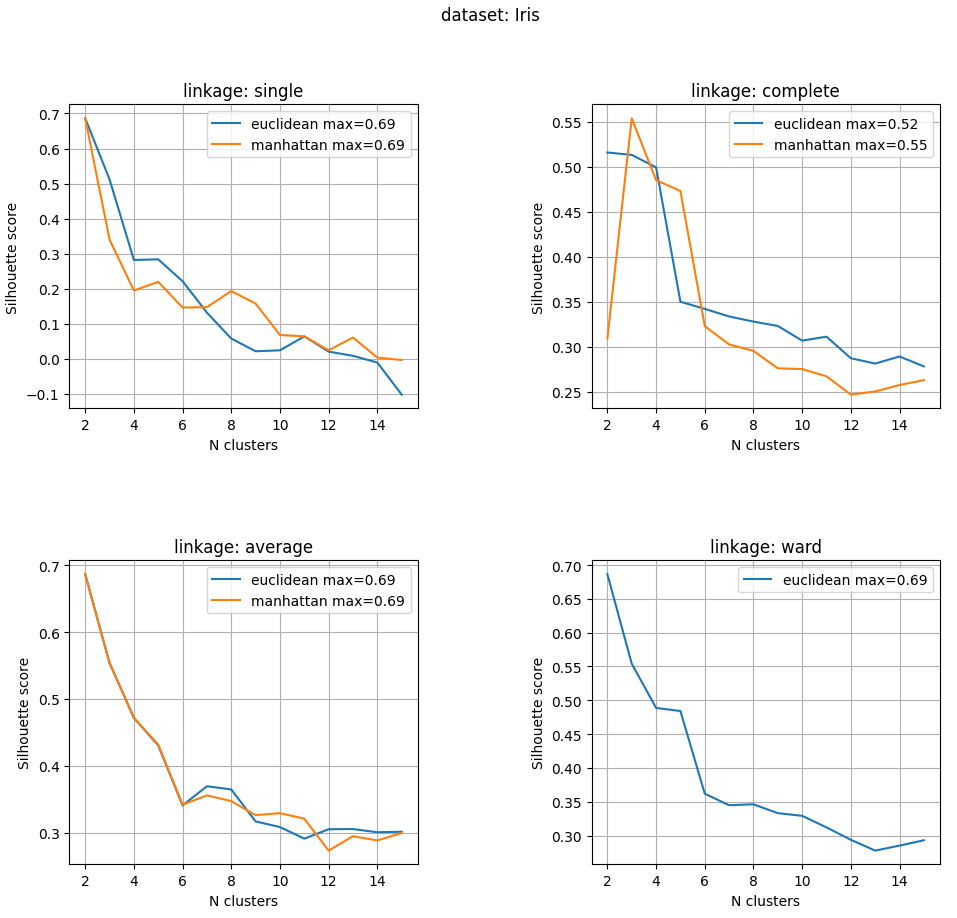 dataset: Iris
linkage: single
euclidean max=0.69
manhattan max=0.69
Silhouette score
0.7
0.6
0.5
0.4
0.3
0.2
0.1
0.0
−0.1
2 4 6 8 10 12 14
N clusters
linkage: complete
euclidean max=0.52
manhattan max=0.55
Silhouette score
0.55
0.50
0.45
0.40
0.35
0.30
0.25
2 4 6 8 10 12 14
N clusters
linkage: average
euclidean max=0.69
manhattan max=0.69
Silhouette score
0.7
0.6
0.5
0.4
0.3
2 4 6 8 10 12 14
N clusters
linkage: ward
euclidean max=0.69
Silhouette score
0.70
0.65
0.60
0.55
0.50
0.45
0.40
0.35
0.30
2 4 6 8 10 12 14
N clusters